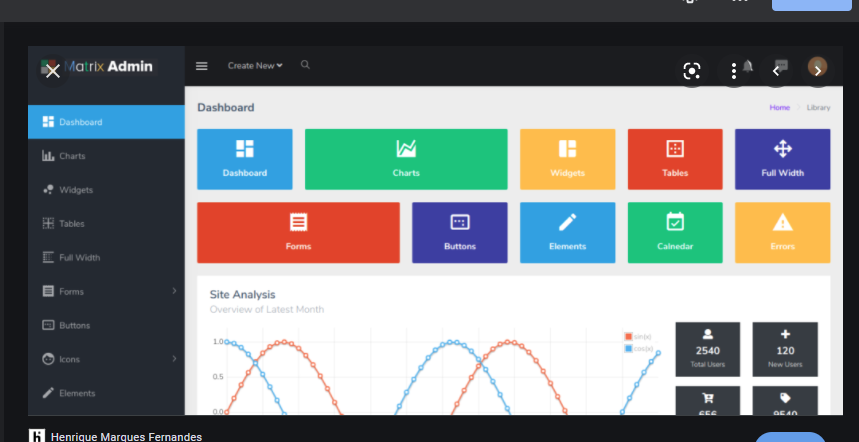 Matrix Admin
Create New
Dashboard
Home
Library
Dashboard
Charts
Widgets
Tables
Full Width
Forms
Buttons
Icons
Elements
Dashboard
Charts
Widgets
Tables
Full Width
Forms
Buttons
Elements
Calnedar
Errors
Site Analysis
Overview of Latest Month
1.0
0.5
0.0
sin(x)
cos(x)
2540
Total Users
120
New Users
656
9540
Henrique Marques Fernandes